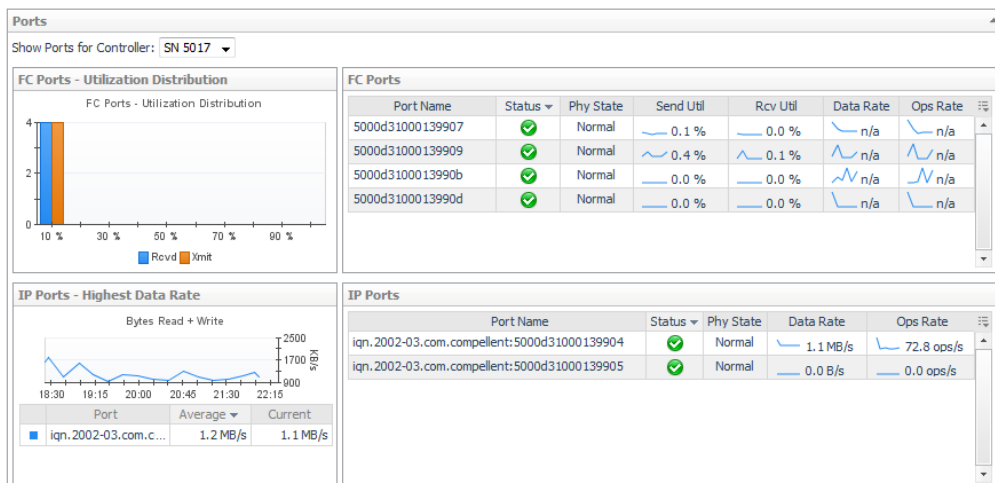 Ports
Show Ports for Controller: SN 5017
FC Ports - Utilization Distribution
FC Ports - Utilization Distribution
4
2
0
10 % 30 % 50 % 70 % 90 %
Rcvd Xmit
FC Ports
Port Name Status Phy State Send Util Rcv Util Data Rate Ops Rate
5000d31000139907 Normal 0.1 % 0.0 % n/a n/a
5000d31000139909 Normal 0.4 % 0.1 % n/a n/a
5000d3100013990b Normal 0.0 % 0.0 % n/a n/a
5000d3100013990d Normal 0.0 % 0.0 % n/a n/a
IP Ports - Highest Data Rate
Bytes Read + Write
2500
1700
900
KB/s
18:30 19:15 20:00 20:45 21:30 22:15
Port Average Current
iqn.2002-03.com.c... 1.2 MB/s 1.1 MB/s
IP Ports
Port Name Status Phy State Data Rate Ops Rate
iqn.2002-03.com.compellent:5000d31000139904 Normal 1.1 MB/s 72.8 ops/s
iqn.2002-03.com.compellent:5000d31000139905 Normal 0.0 B/s 0.0 ops/s